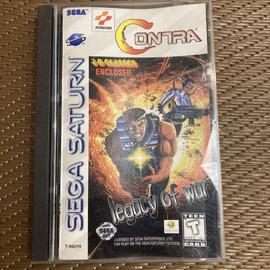 SEGA
KONAMI
CONTRA
3-D GLASSES
ENCLOSED
SEGA SATURN
legacy of war
LICENSED BY SEGA ENTERPRISES, LTD.
FOR PLAY ON THE SEGA SATURN SYSTEM
TEEN
T
ESRB